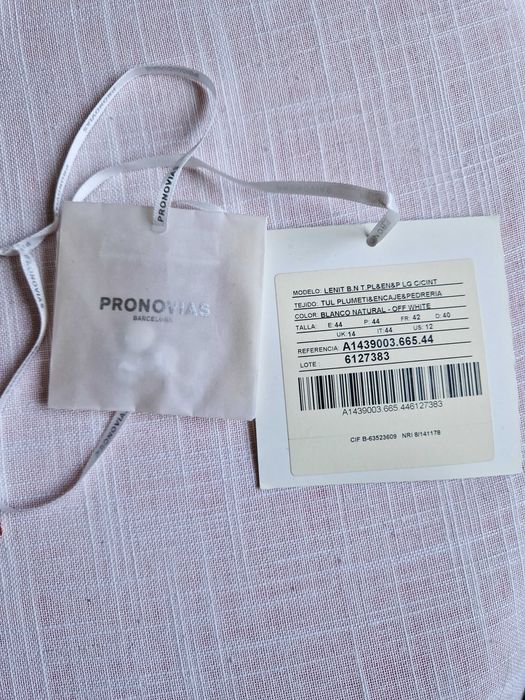 PRONOVIAS
PRONOVIAS
BARCELONA
MODELO: LENIT B.N T.PL&EN&P LG C/CINT
TEJIDO: TUL PLUMETI&ENCAJE&PEDRERIA
COLOR: BLANCO NATURAL - OFF WHITE
TALLA: E: 44 P: 44 FR: 42 D: 40
UK: 14 IT: 44 US: 12
REFERENCIA: A1439003.665.44
LOTE: 6127383
A1439003.665.446127383
CIF B-63523609 NRI 8/141178